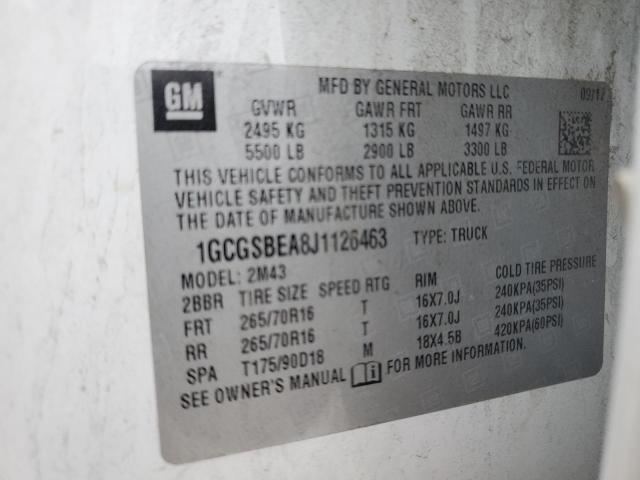 GM
MFD BY GENERAL MOTORS LLC 09/17
GVWR GAWR FRT GAWR RR
2495 KG 1315 KG 1497 KG
5500 LB 2900 LB 3300 LB
THIS VEHICLE CONFORMS TO ALL APPLICABLE U.S. FEDERAL MOTOR
VEHICLE SAFETY AND THEFT PREVENTION STANDARDS IN EFFECT ON
THE DATE OF MANUFACTURE SHOWN ABOVE.
1GCGSBEA8J1126463 TYPE: TRUCK
MODEL: 2M43
2BBR TIRE SIZE SPEED RTG RIM COLD TIRE PRESSURE
FRT 265/70R16 T 16X7.0J 240KPA(35PSI)
RR 265/70R16 T 16X7.0J 240KPA(35PSI)
SPA T175/90D18 M 18X4.5B 420KPA(60PSI)
SEE OWNER'S MANUAL i FOR MORE INFORMATION.